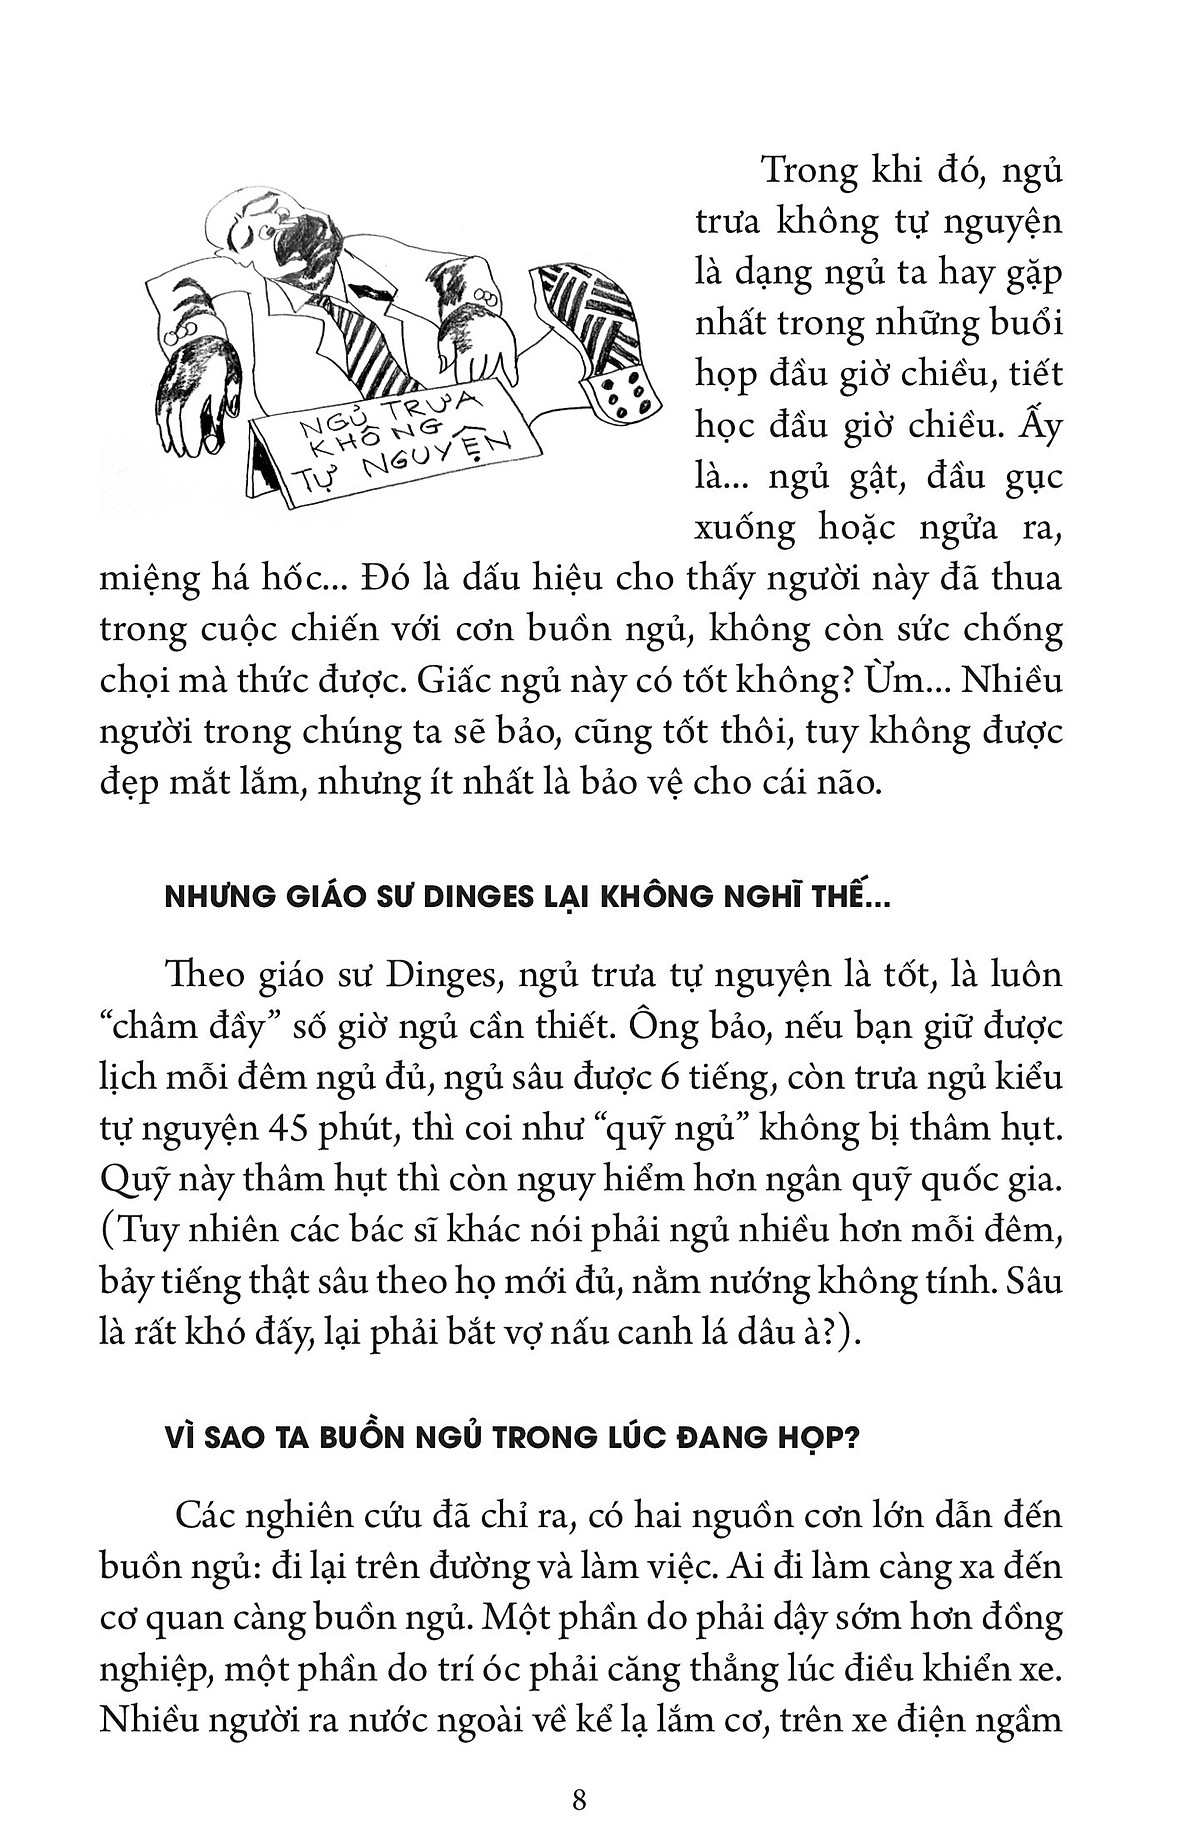 Trong khi đó, ngủ
trưa không tự nguyện
là dạng ngủ ta hay gặp
nhất trong những buổi
họp đầu giờ chiều, tiết
học đầu giờ chiều. Ấy
là... ngủ gật, đầu gục
xuống hoặc ngửa ra,
NGỦ TRƯA
KHÔNG
TỰ NGUYỆN
miệng há hốc... Đó là dấu hiệu cho thấy người này đã thua
trong cuộc chiến với cơn buồn ngủ, không còn sức chống
chọi mà thức được. Giấc ngủ này có tốt không? Ừm... Nhiều
người trong chúng ta sẽ bảo, cũng tốt thôi, tuy không được
đẹp mắt lắm, nhưng ít nhất là bảo vệ cho cái não.
NHƯNG GIÁO SƯ DINGES LẠI KHÔNG NGHĨ THẾ...
Theo giáo sư Dinges, ngủ trưa tự nguyện là tốt, là luôn
“châm đầy” số giờ ngủ cần thiết. Ông bảo, nếu bạn giữ được
lịch mỗi đêm ngủ đủ, ngủ sâu được 6 tiếng, còn trưa ngủ kiểu
tự nguyện 45 phút, thì coi như “quỹ ngủ” không bị thâm hụt.
Quỹ này thâm hụt thì còn nguy hiểm hơn ngân quỹ quốc gia.
(Tuy nhiên các bác sĩ khác nói phải ngủ nhiều hơn mỗi đêm,
bảy tiếng thật sâu theo họ mới đủ, nằm nướng không tính. Sâu
là rất khó đấy, lại phải bắt vợ nấu canh lá dâu à?).
VÌ SAO TA BUỒN NGỦ TRONG LÚC ĐANG HỌP?
Các nghiên cứu đã chỉ ra, có hai nguồn cơn lớn dẫn đến
buồn ngủ: đi lại trên đường và làm việc. Ai đi làm càng xa đến
cơ quan càng buồn ngủ. Một phần do phải dậy sớm hơn đồng
nghiệp, một phần do trí óc phải căng thẳng lúc điều khiển xe.
Nhiều người ra nước ngoài về kể lạ lắm cơ, trên xe điện ngầm
8